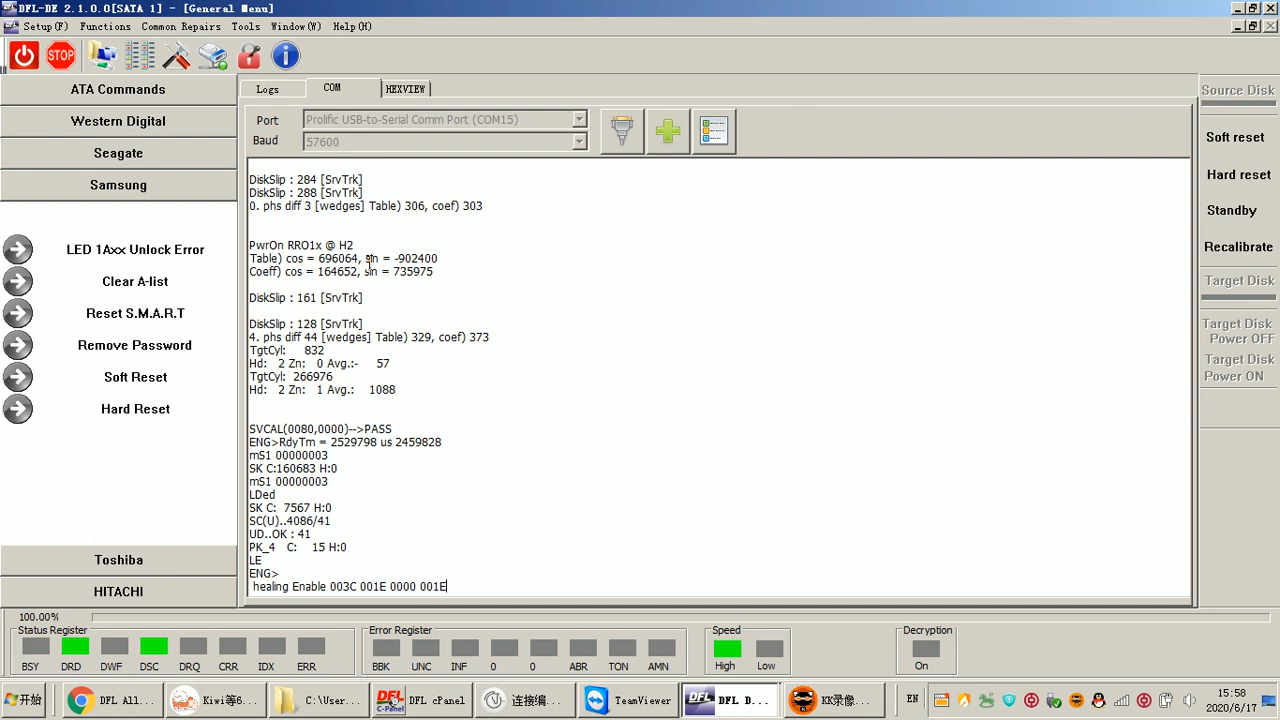 DFL-DE 2.1.0.0[SATA 1] - [General Menu]
Setup(F) Functions Common Repairs Tools Window(W) Help(H)
STOP
ATA Commands
Western Digital
Seagate
Samsung
LED 1Axx Unlock Error
Clear A-list
Reset S.M.A.R.T
Remove Password
Soft Reset
Hard Reset
Toshiba
HITACHI
Logs COM HEXVIEW
Port Prolific USB-to-Serial Comm Port (COM15)
Baud 57600
DiskSlip : 284 [SrvTrk]
DiskSlip : 288 [SrvTrk]
0. phs diff 3 [wedges] Table) 306, coef) 303
PwrOn RRO1x @ H2
Table) cos = 696064, sin = -902400
Coeff) cos = 164652, sin = 735975
DiskSlip : 161 [SrvTrk]
DiskSlip : 128 [SrvTrk]
4. phs diff 44 [wedges] Table) 329, coef) 373
TgtCyl: 832
Hd: 2 Zn: 0 Avg.:- 57
TgtCyl: 266976
Hd: 2 Zn: 1 Avg.: 1088
SVCAL(0080,0000)-->PASS
ENG>RdyTm = 2529798 us 2459828
mS1 00000003
SK C:160683 H:0
mS1 00000003
LDed
SK C: 7567 H:0
SC(U)..4086/41
UD..OK : 41
PK_4 C: 15 H:0
LE
ENG>
healing Enable 003C 001E 0000 001E
Source Disk
Soft reset
Hard reset
Standby
Recalibrate
Target Disk
Target Disk
Power OFF
Target Disk
Power ON
100.00%
Status Register
BSY DRD DWF DSC DRQ CRR IDX ERR
Error Register
BBK UNC INF 0 0 ABR TON AMN
Speed
High Low
Decryption
On
开始
DFL All...
Kiwi等S...
C:\User...
DFL C-Panel
DFL-cPanel
连接编...
TeamViewer
DFL
DFL D...
KK录像...
EN
15:58
2020/6/17